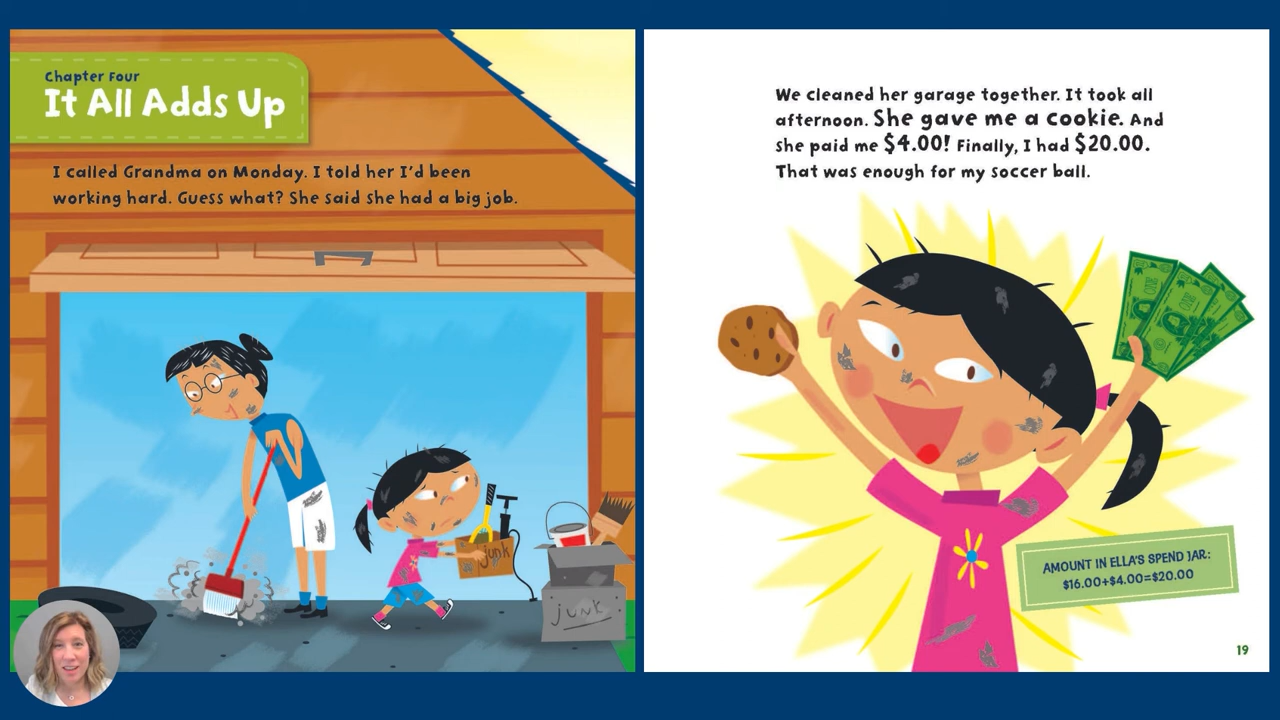 Chapter Four
It All Adds Up
I called Grandma on Monday. I told her I'd been
working hard. Guess what? She said she had a big job.
junk
junk
We cleaned her garage together. It took all
afternoon. She gave me a cookie. And
she paid me $4.00! Finally, I had $20.00.
That was enough for my soccer ball.
AMOUNT IN ELLA'S SPEND JAR:
$16.00+$4.00=$20.00
19